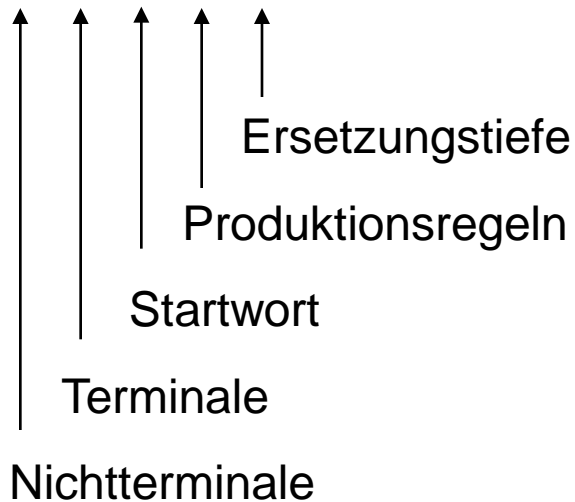 Ersetzungstiefe
Produktionsregeln
Startwort
Terminale
Nichtterminale